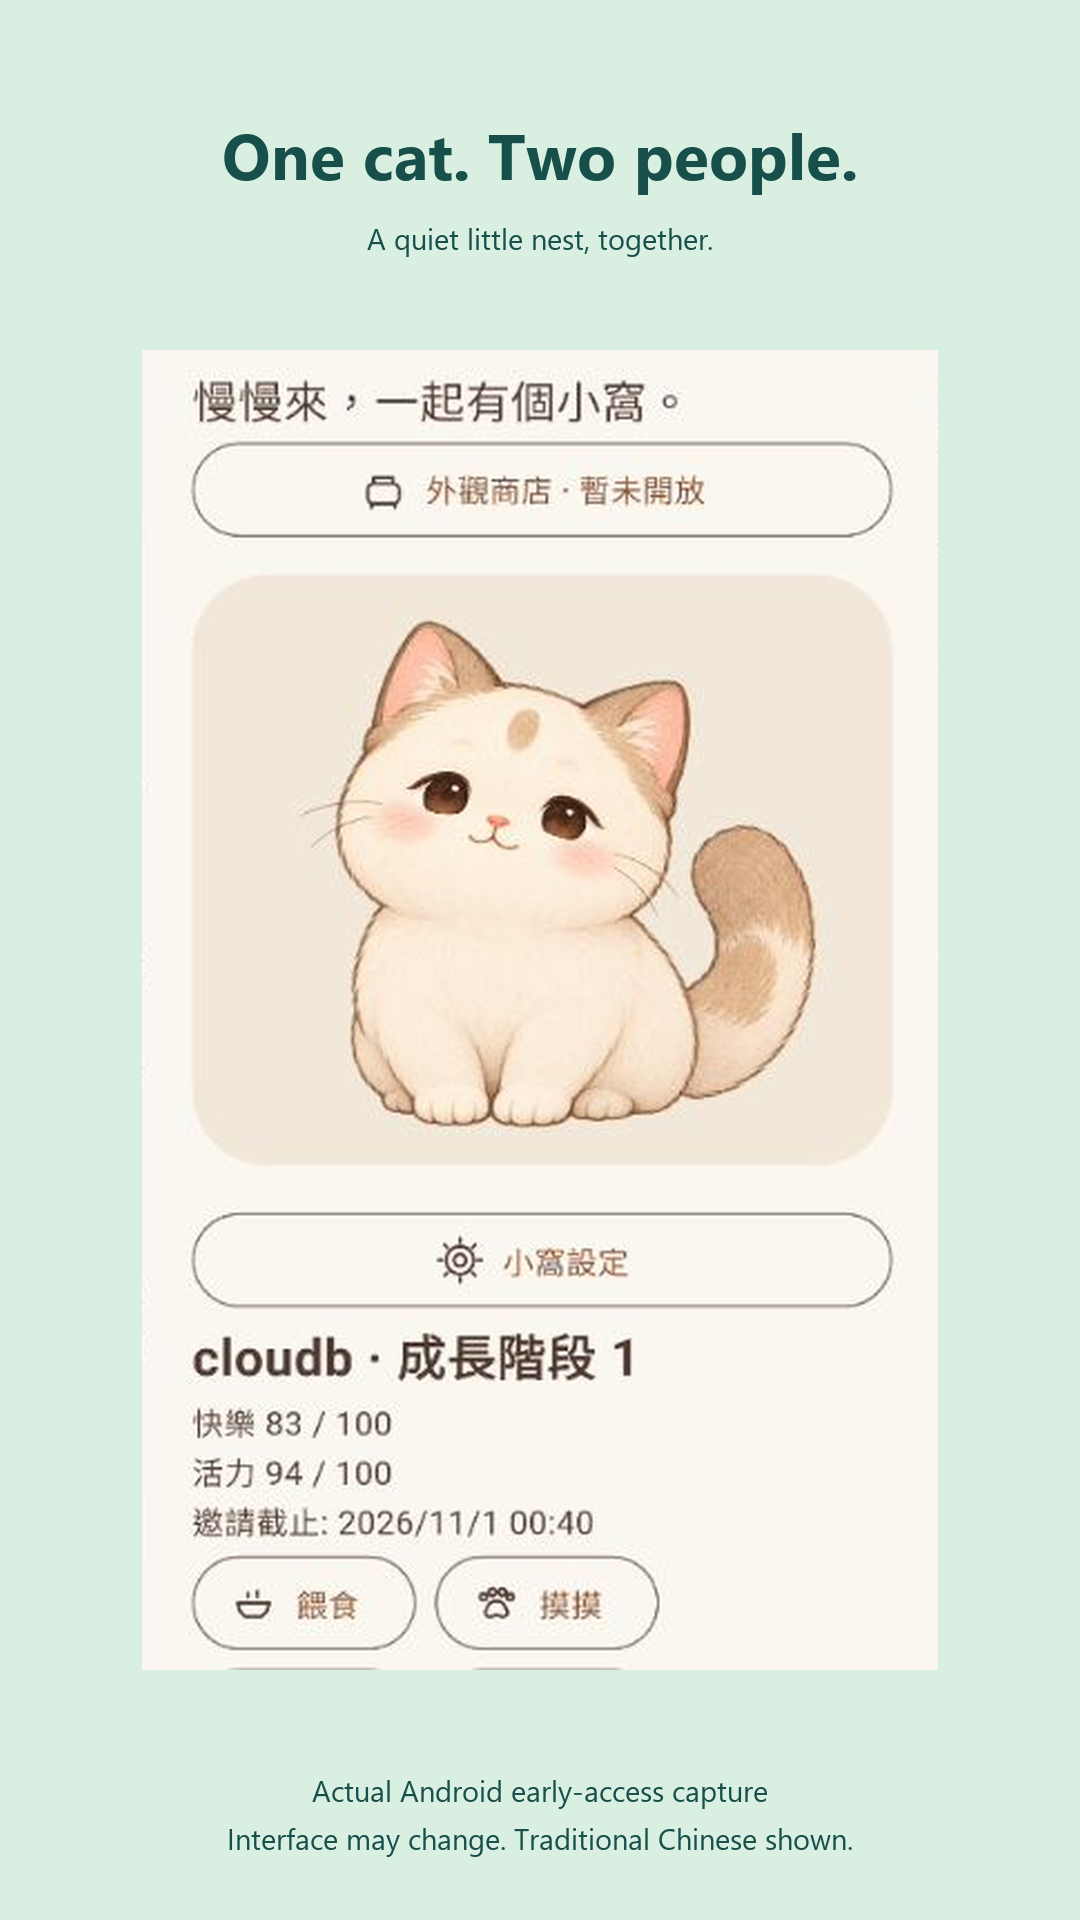 One cat. Two people.
A quiet little nest, together.
慢慢來，一起有個小窩。
外觀商店 · 暫未開放
小窩設定
cloudb · 成長階段 1
快樂 83 / 100
活力 94 / 100
邀請截止: 2026/11/1 00:40
餵食 摸摸
Actual Android early-access capture
Interface may change. Traditional Chinese shown.